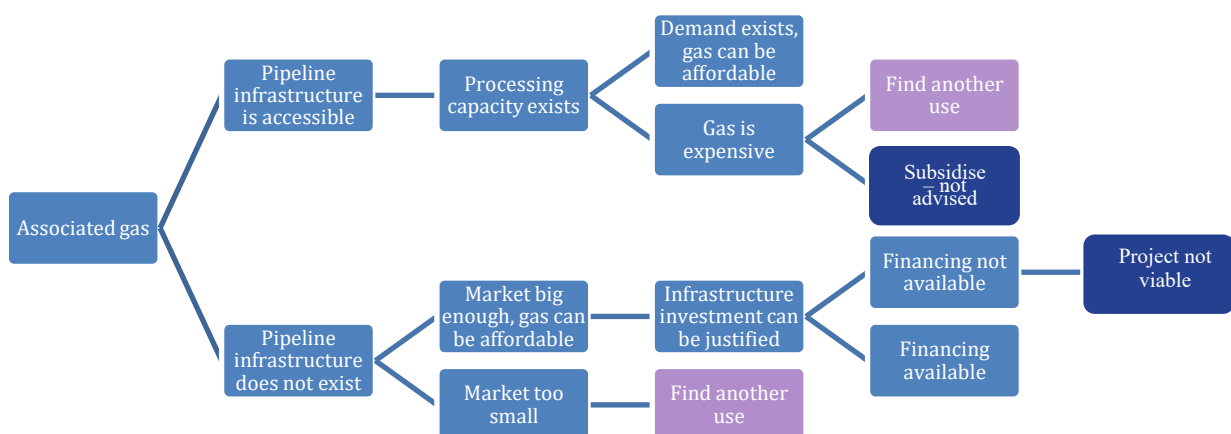 Associated gas
Pipeline
infrastructure
is accessible
Processing
capacity exists
Demand exists,
gas can be
affordable
Gas is
expensive
Find another
use
Subsidise
– not
advised
Pipeline
infrastructure
does not exist
Market big
enough, gas can
be affordable
Infrastructure
investment can
be justified
Financing not
available
Project not
viable
Financing
available
Market too
small
Find another
use